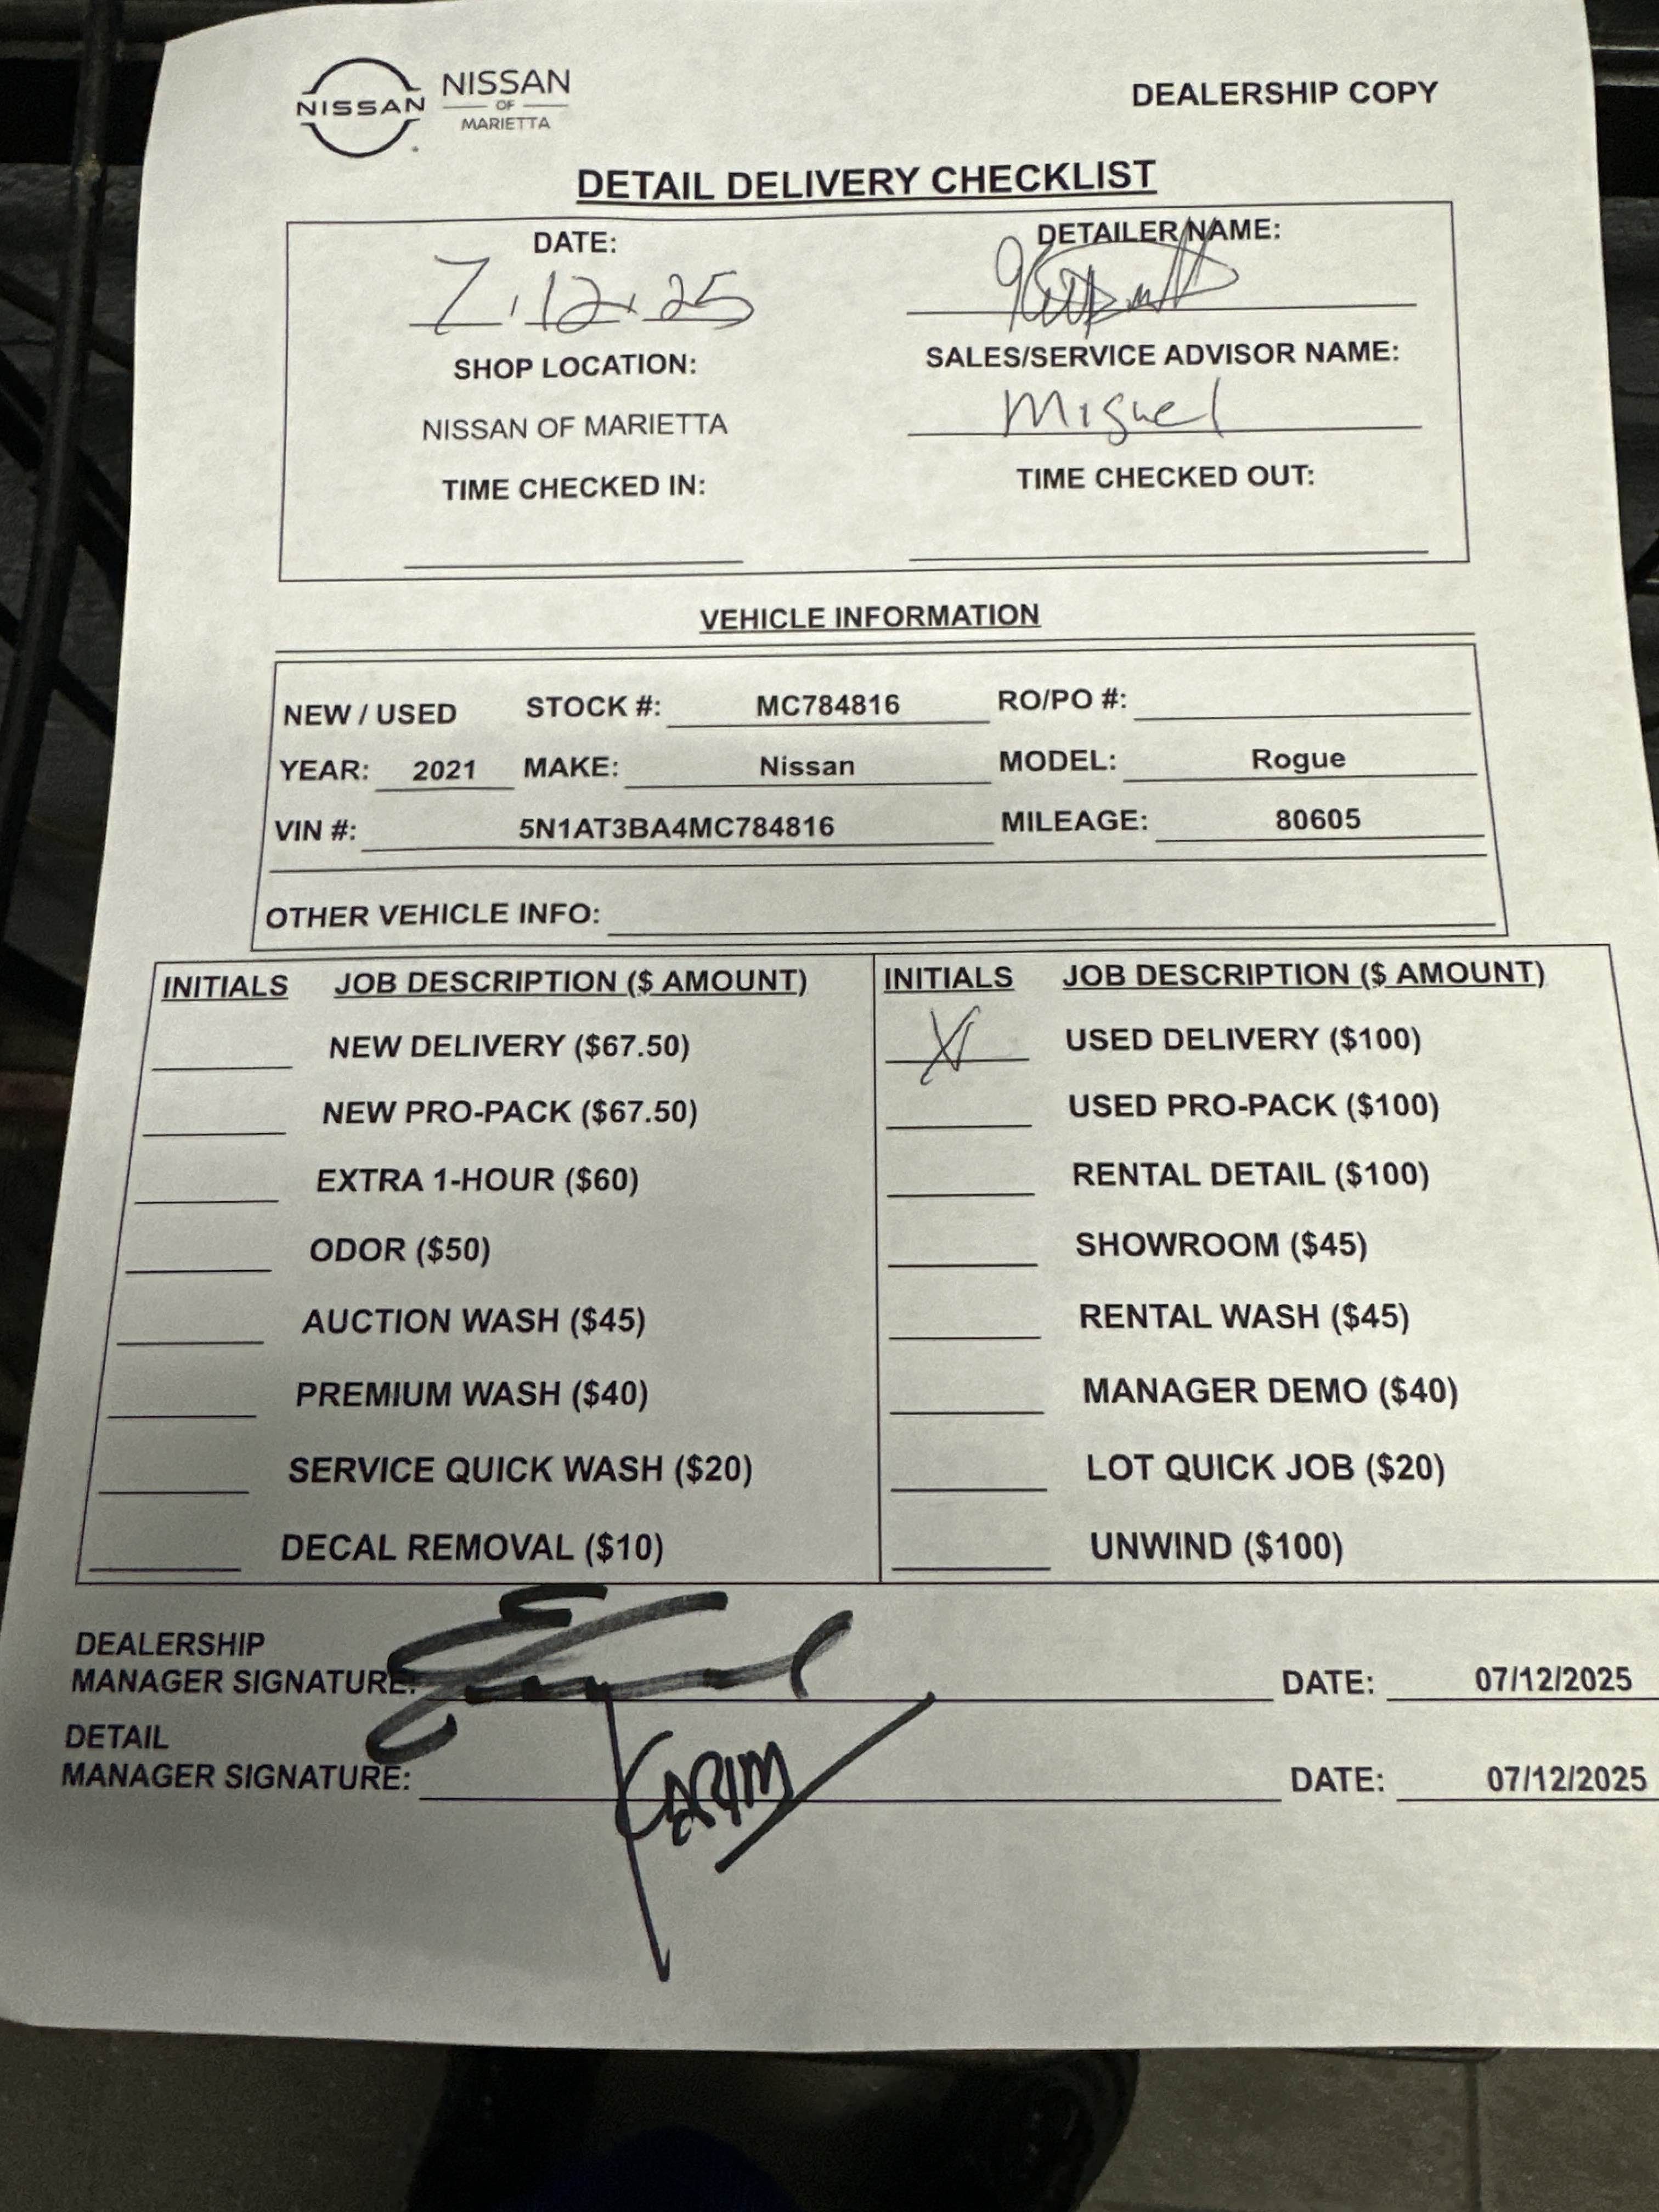 NISSAN
NISSAN
OF
MARIETTA
DEALERSHIP COPY
DETAIL DELIVERY CHECKLIST
DATE: DETAILER NAME:
7.12.25
SHOP LOCATION: SALES/SERVICE ADVISOR NAME:
NISSAN OF MARIETTA Miguel
TIME CHECKED IN: TIME CHECKED OUT:
VEHICLE INFORMATION
NEW / USED STOCK #: MC784816 RO/PO #:
YEAR: 2021 MAKE: Nissan MODEL: Rogue
VIN #: 5N1AT3BA4MC784816 MILEAGE: 80605
OTHER VEHICLE INFO:
INITIALS JOB DESCRIPTION ($ AMOUNT) INITIALS JOB DESCRIPTION ($ AMOUNT)
NEW DELIVERY ($67.50) X USED DELIVERY ($100)
NEW PRO-PACK ($67.50) USED PRO-PACK ($100)
EXTRA 1-HOUR ($60) RENTAL DETAIL ($100)
ODOR ($50) SHOWROOM ($45)
AUCTION WASH ($45) RENTAL WASH ($45)
PREMIUM WASH ($40) MANAGER DEMO ($40)
SERVICE QUICK WASH ($20) LOT QUICK JOB ($20)
DECAL REMOVAL ($10) UNWIND ($100)
DEALERSHIP
MANAGER SIGNATURE: DATE: 07/12/2025
DETAIL
MANAGER SIGNATURE: KARIM DATE: 07/12/2025